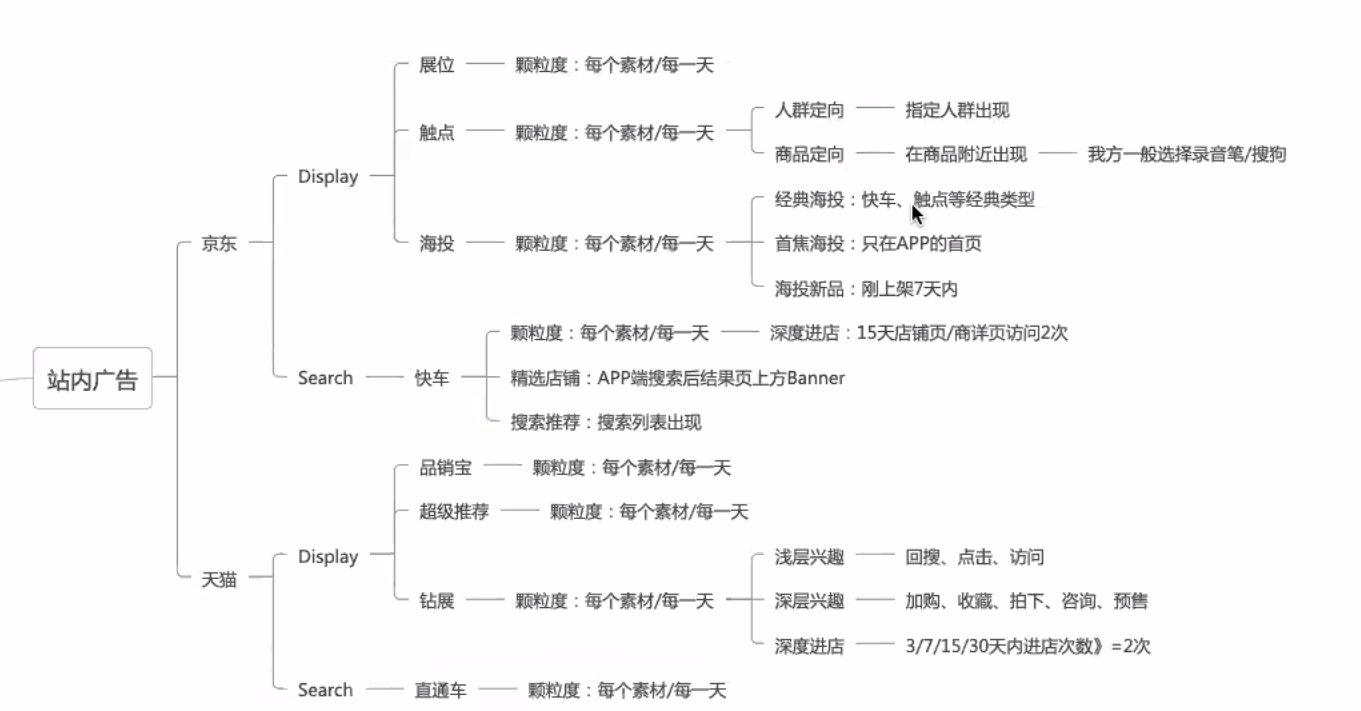 展位 颗粒度：每个素材/每一天
人群定向 指定人群出现
触点 颗粒度：每个素材/每一天
商品定向 在商品附近出现 我方一般选择录音笔/搜狗
Display
经典海投：快车、触点等经典类型
京东 海投 颗粒度：每个素材/每一天 首焦海投：只在APP的首页
海投新品：刚上架7天内
颗粒度：每个素材/每一天 深度进店：15天店铺页/商详页访问2次
站内广告 Search 快车 精选店铺：APP端搜索后结果页上方Banner
搜索推荐：搜索列表出现
品销宝 颗粒度：每个素材/每一天
超级推荐 颗粒度：每个素材/每一天
Display 浅层兴趣 回搜、点击、访问
天猫
钻展 颗粒度：每个素材/每一天 深层兴趣 加购、收藏、拍下、咨询、预售
深度进店 3/7/15/30天内进店次数》=2次
Search 直通车 颗粒度：每个素材/每一天